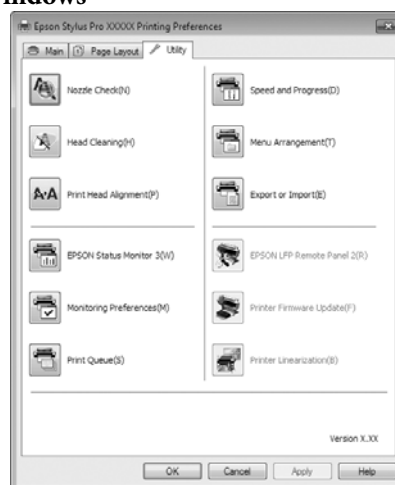 indows
Epson Stylus Pro XXXXX Printing Preferences
Main Page Layout Utility
Nozzle Check(N)
Speed and Progress(D)
Head Cleaning(H)
Menu Arrangement(T)
Print Head Alignment(P)
Export or Import(E)
EPSON Status Monitor 3(W)
EPSON LFP Remote Panel 2(R)
Monitoring Preferences(M)
Printer Firmware Update(F)
Print Queue(S)
Printer Linearization(B)
Version X.XX
OK Cancel Apply Help